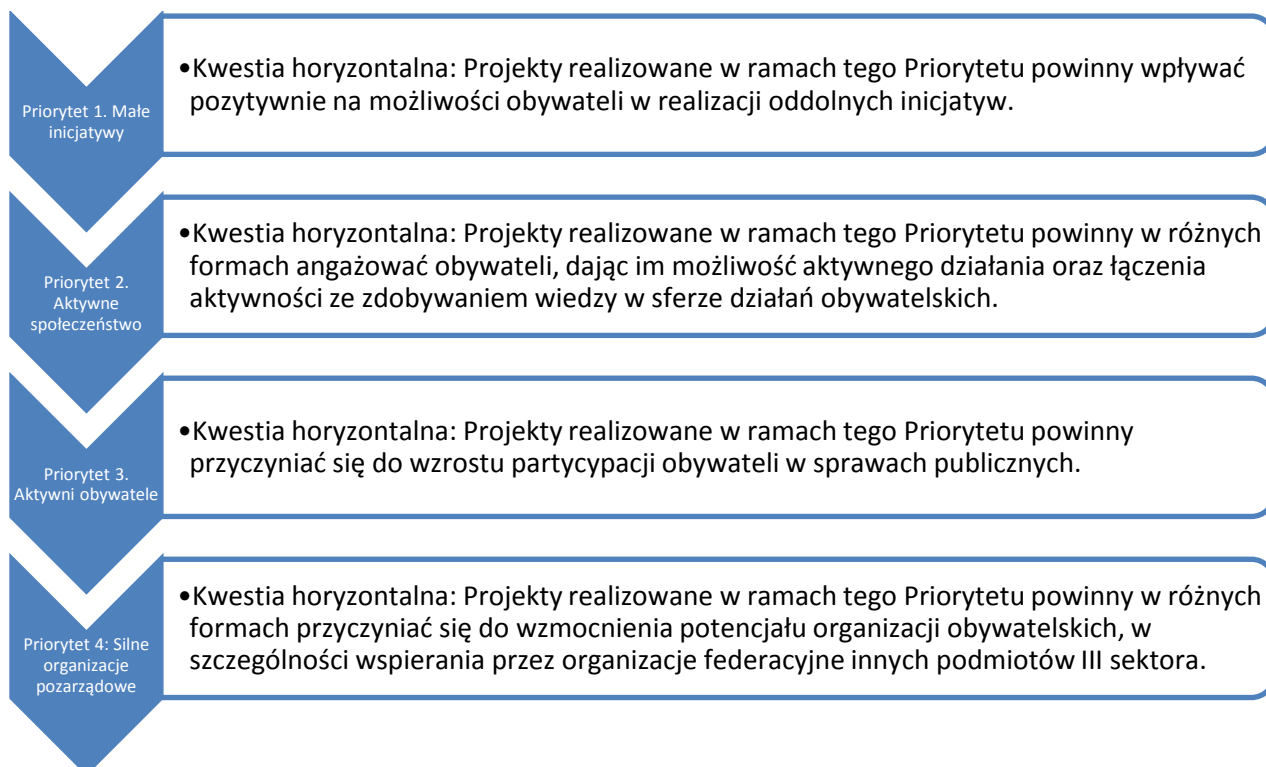 Priorytet 1. Małe
inicjatywy
•Kwestia horyzontalna: Projekty realizowane w ramach tego Priorytetu powinny wpływać
pozytywnie na możliwości obywateli w realizacji oddolnych inicjatyw.
Priorytet 2.
Aktywne
społeczeństwo
•Kwestia horyzontalna: Projekty realizowane w ramach tego Priorytetu powinny w różnych
formach angażować obywateli, dając im możliwość aktywnego działania oraz łączenia
aktywności ze zdobywaniem wiedzy w sferze działań obywatelskich.
Priorytet 3.
Aktywni obywatele
•Kwestia horyzontalna: Projekty realizowane w ramach tego Priorytetu powinny
przyczyniać się do wzrostu partycypacji obywateli w sprawach publicznych.
Priorytet 4: Silne
organizacje
pozarządowe
•Kwestia horyzontalna: Projekty realizowane w ramach tego Priorytetu powinny w różnych
formach przyczyniać się do wzmocnienia potencjału organizacji obywatelskich, w
szczególności wspierania przez organizacje federacyjne innych podmiotów III sektora.